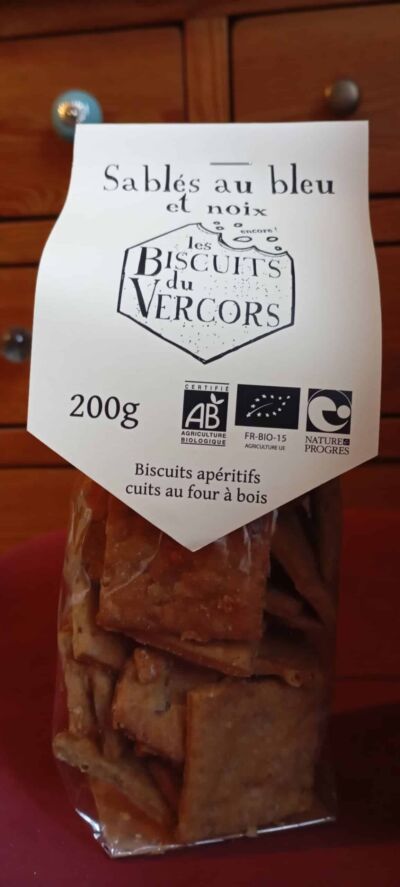 Sablés au bleu
et noix
encore !
les
BISCUITS
du
VERCORS
200g
CERTIFIÉ
AB
AGRICULTURE
BIOLOGIQUE
FR-BIO-15
AGRICULTURE UE
NATURE &
PROGRES
Biscuits apéritifs
cuits au four à bois